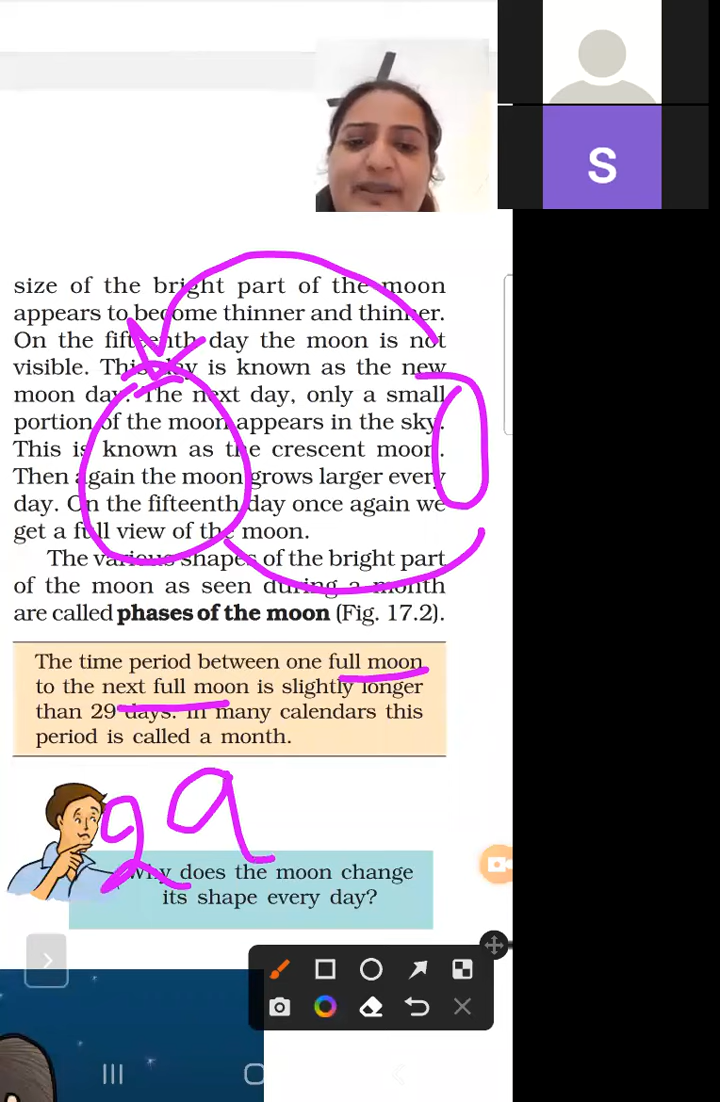 S
size of the bright part of the moon
appears to become thinner and thinner.
On the fifteenth day the moon is not
visible. This day is known as the new
moon day. The next day, only a small
portion of the moon appears in the sky.
This is known as the crescent moon.
Then again the moon grows larger every
day. On the fifteenth day once again we
get a full view of the moon.
The various shapes of the bright part
of the moon as seen during a month
are called phases of the moon (Fig. 17.2).
The time period between one full moon
to the next full moon is slightly longer
than 29 days. In many calendars this
period is called a month.
29
Why does the moon change
its shape every day?